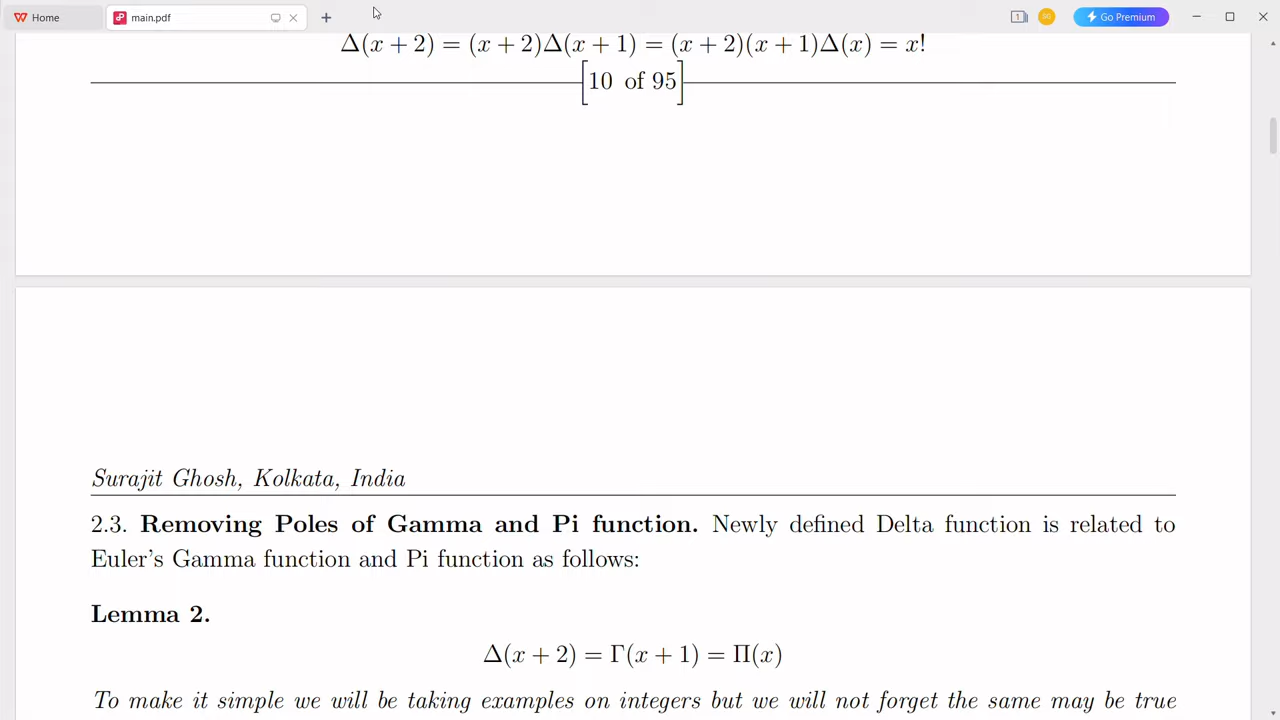 Home
main.pdf
1
SG
Go Premium
Δ(x + 2) = (x + 2)Δ(x + 1) = (x + 2)(x + 1)Δ(x) = x!
[10 of 95]
Surajit Ghosh, Kolkata, India
2.3. Removing Poles of Gamma and Pi function. Newly defined Delta function is related to
Euler's Gamma function and Pi function as follows:
Lemma 2.
Δ(x + 2) = Γ(x + 1) = Π(x)
To make it simple we will be taking examples on integers but we will not forget the same may be true